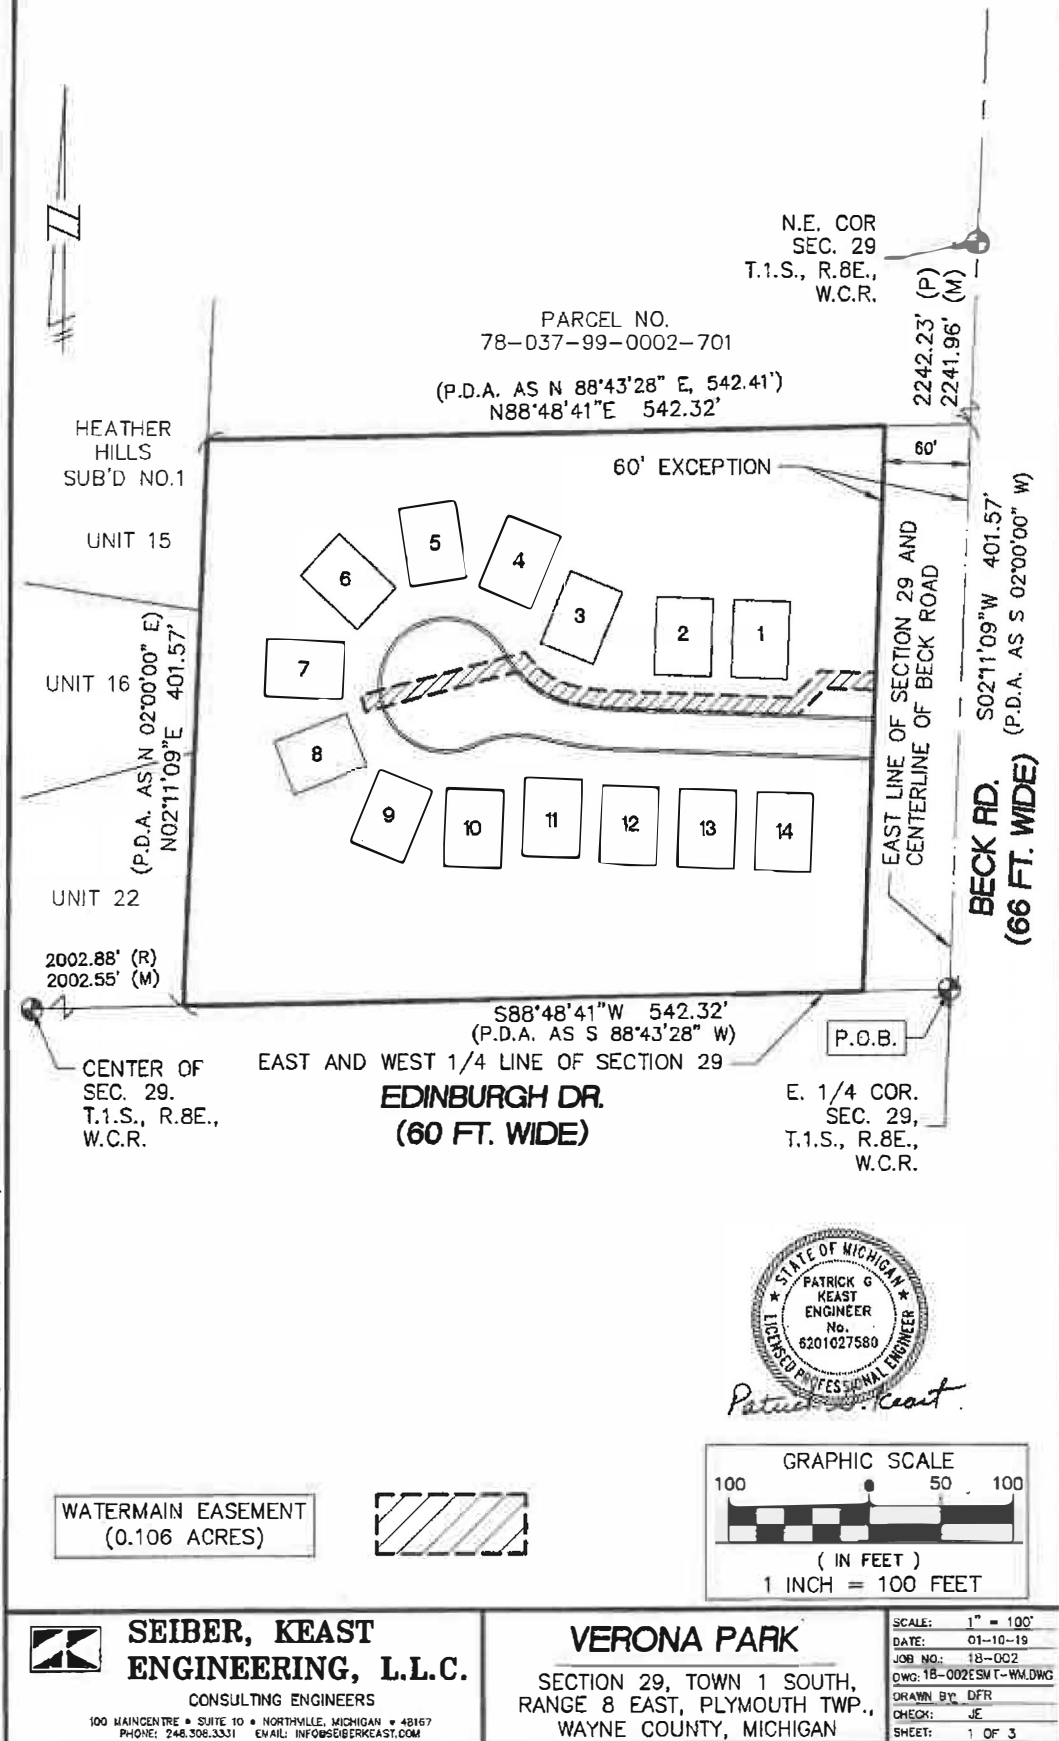 N
N.E. COR
SEC. 29
T.1.S., R.8E.,
W.C.R.
2242.23' (P)
2241.96' (M)
PARCEL NO.
78-037-99-0002-701
(P.D.A. AS N 88°43'28" E, 542.41')
N88°48'41"E 542.32'
HEATHER
HILLS
SUB'D NO.1
60'
60' EXCEPTION
UNIT 15
UNIT 16
UNIT 22
(P.D.A. AS N 02°00'00" E)
N02°11'09"E 401.57'
1
2
3
4
5
6
7
8
9
10
11
12
13
14
EAST LINE OF SECTION 29 AND
CENTERLINE OF BECK ROAD
S02°11'09"W 401.57'
(P.D.A. AS S 02°00'00" W)
BECK RD.
(66 FT. WIDE)
2002.88' (R)
2002.55' (M)
S88°48'41"W 542.32'
(P.D.A. AS S 88°43'28" W)
P.O.B.
CENTER OF
SEC. 29.
T.1.S., R.8E.,
W.C.R.
EAST AND WEST 1/4 LINE OF SECTION 29
EDINBURGH DR.
(60 FT. WIDE)
E. 1/4 COR.
SEC. 29,
T.1.S., R.8E.,
W.C.R.
STATE OF MICHIGAN
PATRICK G
KEAST
ENGINEER
No.
6201027580
LICENSED PROFESSIONAL ENGINEER
Patrick G. Keast
WATERMAIN EASEMENT
(0.106 ACRES)
GRAPHIC SCALE
100 0 50 100
( IN FEET )
1 INCH = 100 FEET
SEIBER, KEAST
ENGINEERING, L.L.C.
CONSULTING ENGINEERS
100 MAINCENTRE • SUITE 10 • NORTHVILLE, MICHIGAN • 48167
PHONE: 248.308.3331 EMAIL: INFO@SEIBERKEAST.COM
VERONA PARK
SECTION 29, TOWN 1 SOUTH,
RANGE 8 EAST, PLYMOUTH TWP.,
WAYNE COUNTY, MICHIGAN
SCALE: 1" = 100'
DATE: 01-10-19
JOB NO.: 18-002
DWG: 18-002ESMT-WM.DWG
DRAWN BY: DFR
CHECK: JE
SHEET: 1 OF 3